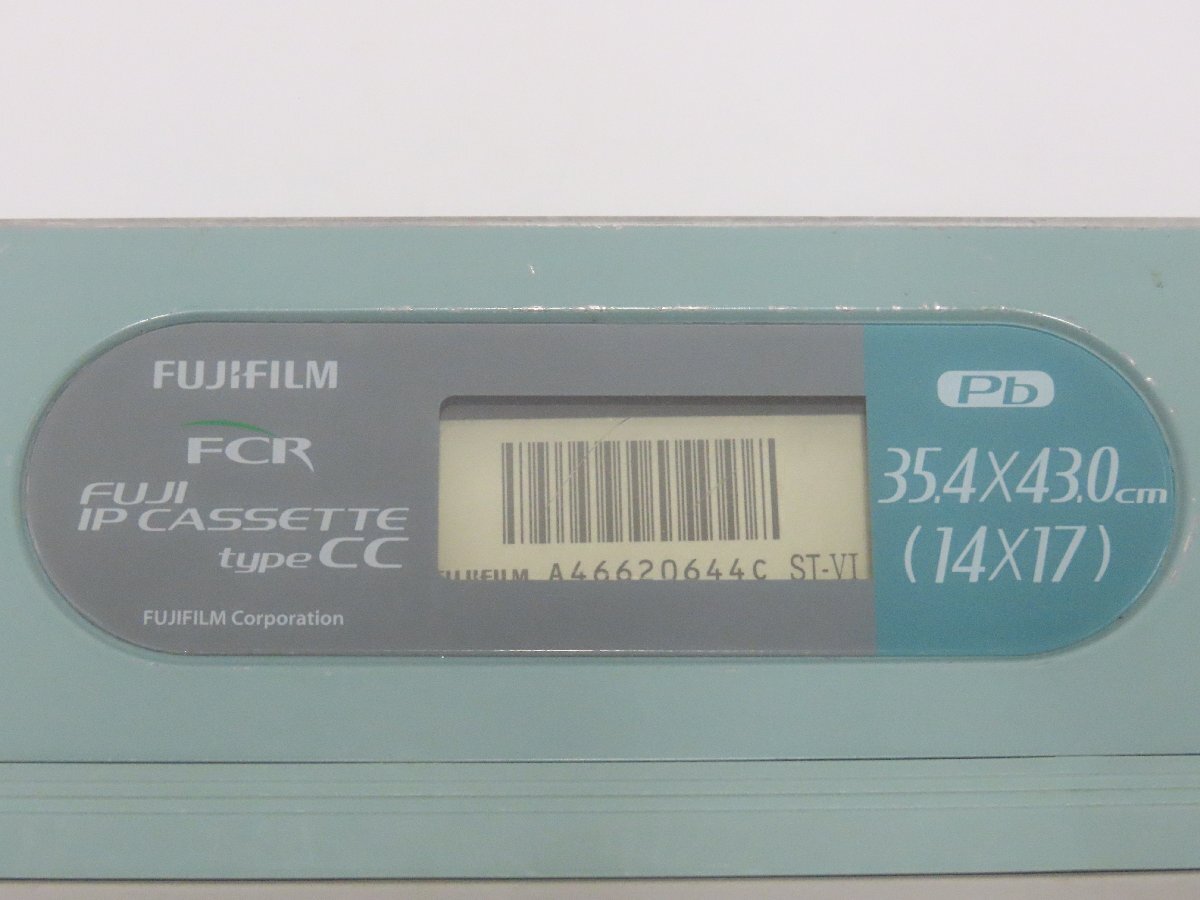 FUJIFILM
FCR
FUJI
IP CASSETTE
type CC
FUJIFILM Corporation
FUJIFILM A46620644C ST-VI
Pb
35.4X43.0cm
(14X17)